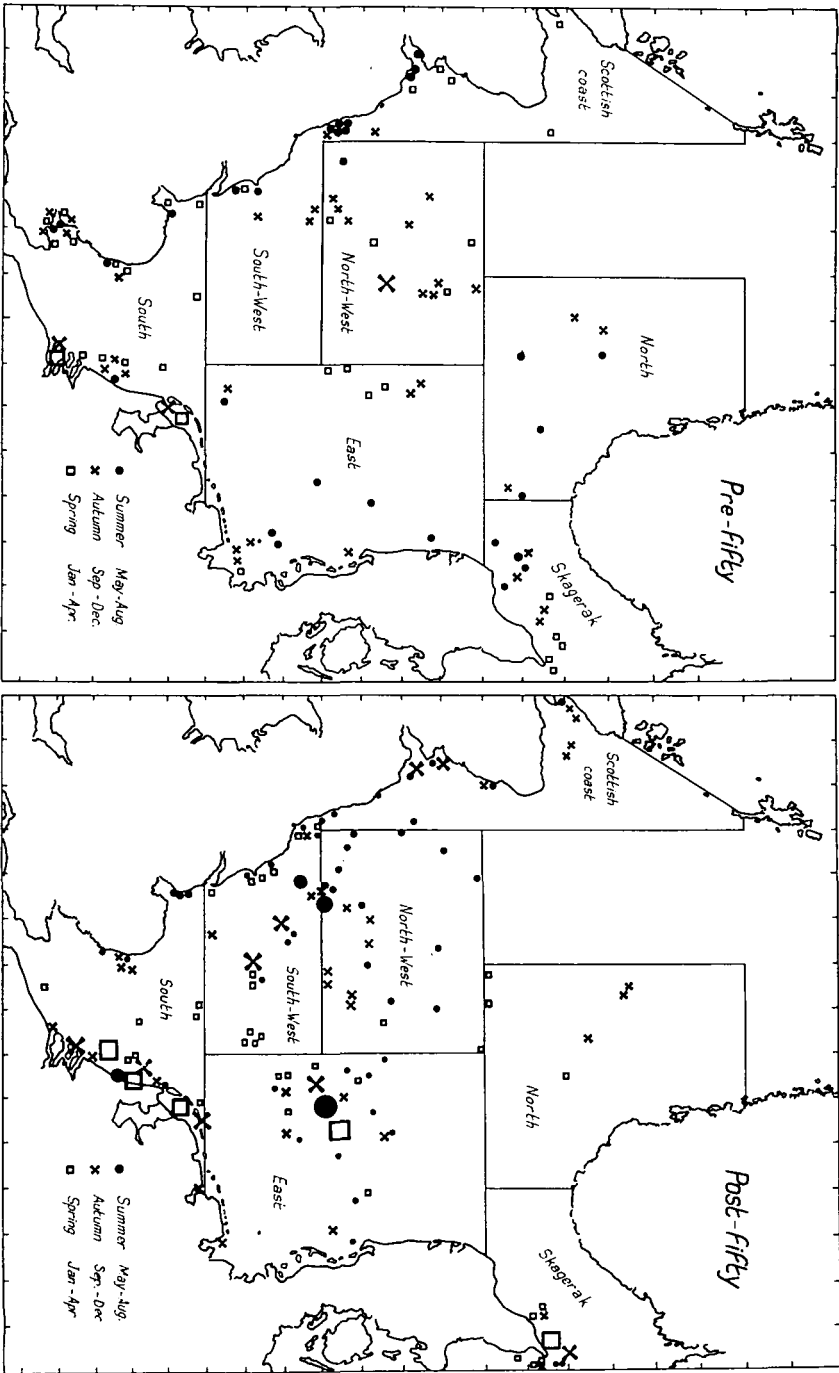 Pre-fifty
Scottish
coast
North
Skagerak
North-West
South-West
East
South
Summer May-Aug
Autumn Sep-Dec.
Spring Jan-Apr.
Post-fifty
Scottish
coast
North
Skagerak
North-West
South-West
East
South
Summer May-Aug.
Autumn Sep.-Dec
Spring Jan-Apr